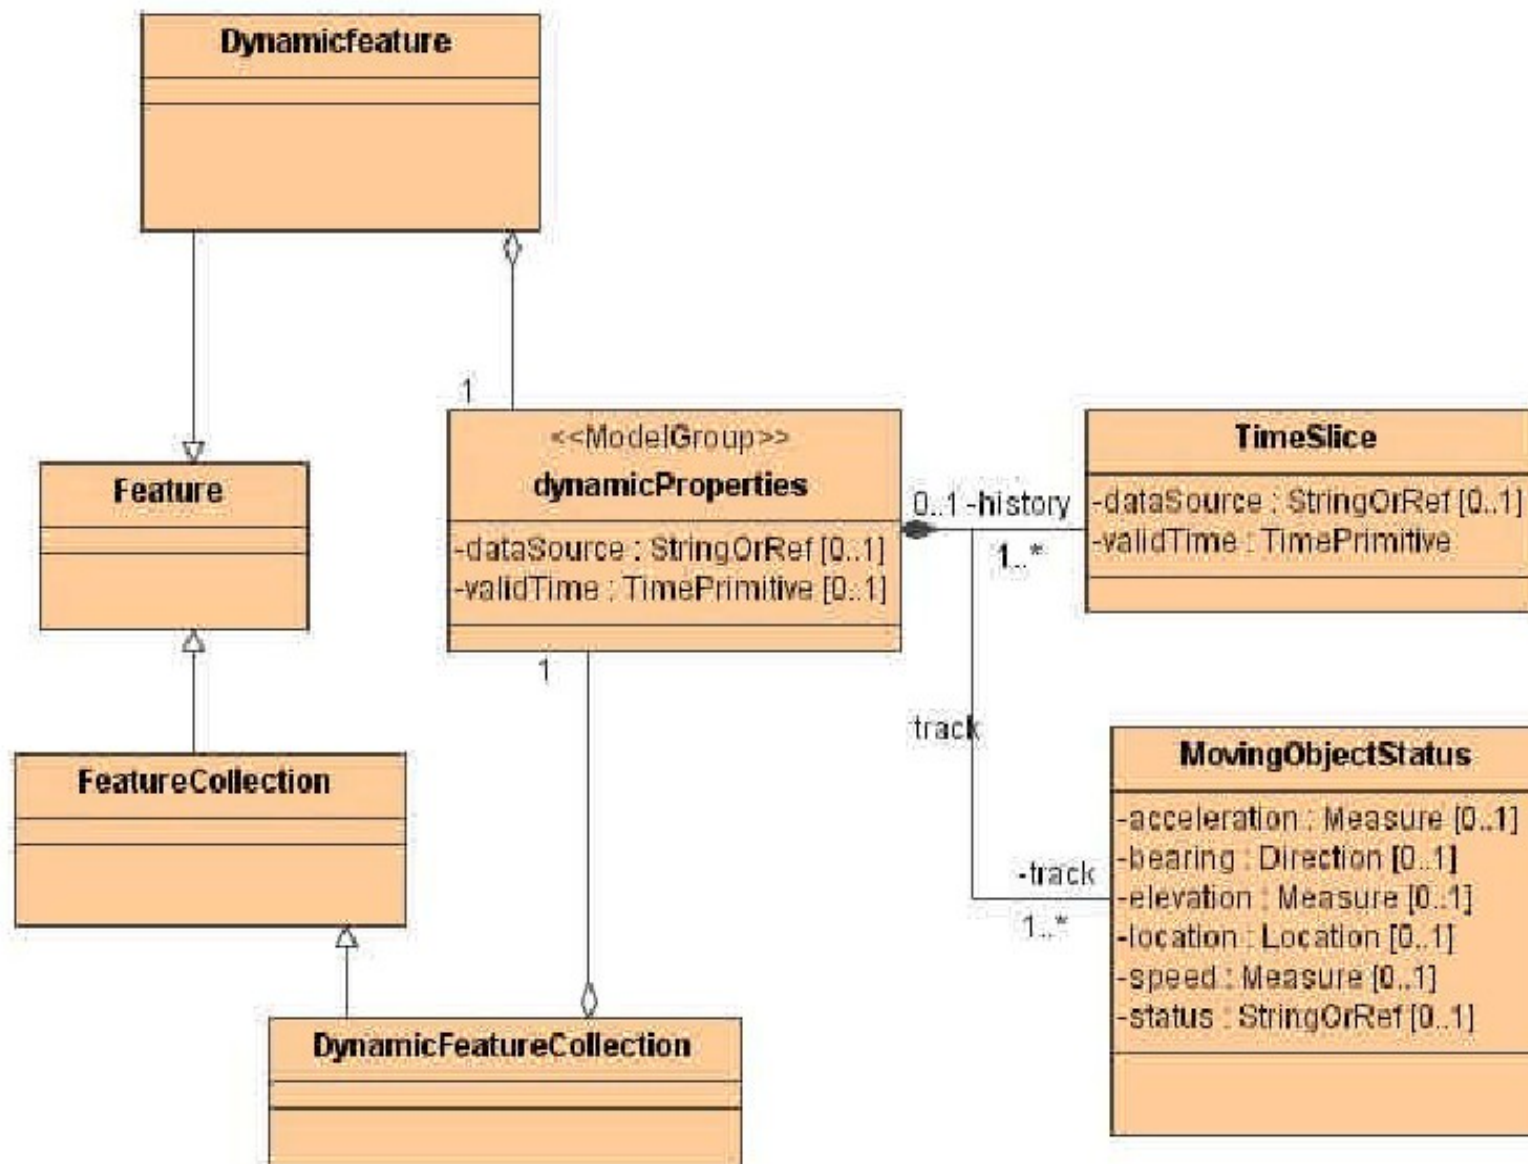 Dynamicfeature
1
<<ModelGroup>>
dynamicProperties
-dataSource : StringOrRef [0..1]
-validTime : TimePrimitive [0..1]
1
0..1 -history
1..*
TimeSlice
-dataSource : StringOrRef [0..1]
-validTime : TimePrimitive
Feature
track
-track
1..*
MovingObjectStatus
-acceleration : Measure [0..1]
-bearing : Direction [0..1]
-elevation : Measure [0..1]
-location : Location [0..1]
-speed : Measure [0..1]
-status : StringOrRef [0..1]
FeatureCollection
DynamicFeatureCollection